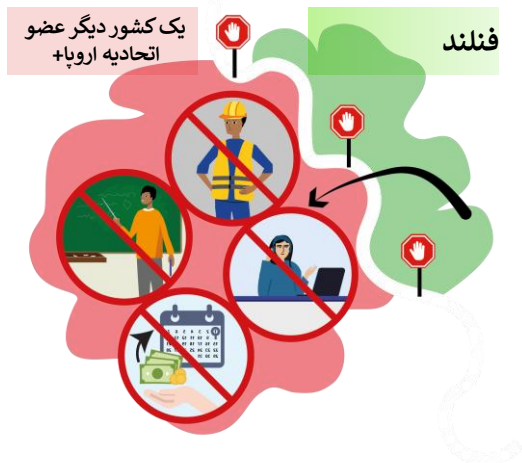 فنلند
یک کشور دیگر عضو
اتحادیه اروپا+